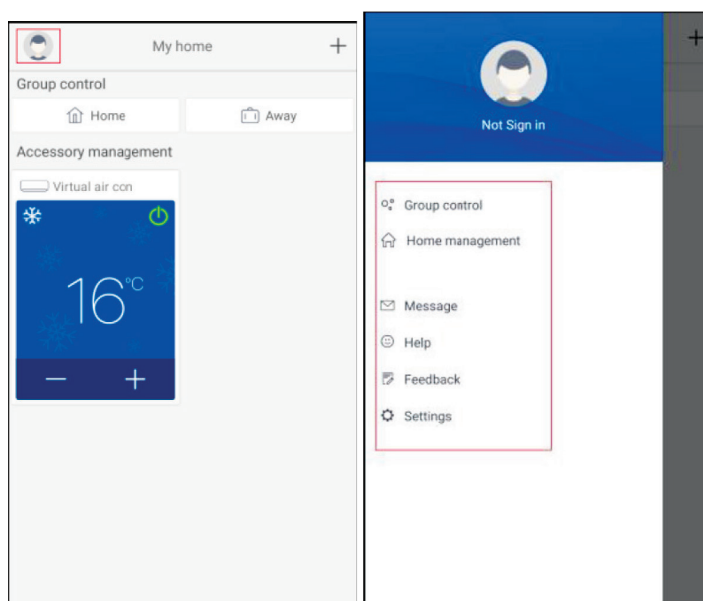 My home
+
Group control
Home
Away
Accessory management
Virtual air ccn
16°C
— +
Not Sign in
Group control
Home management
Message
Help
Feedback
Settings